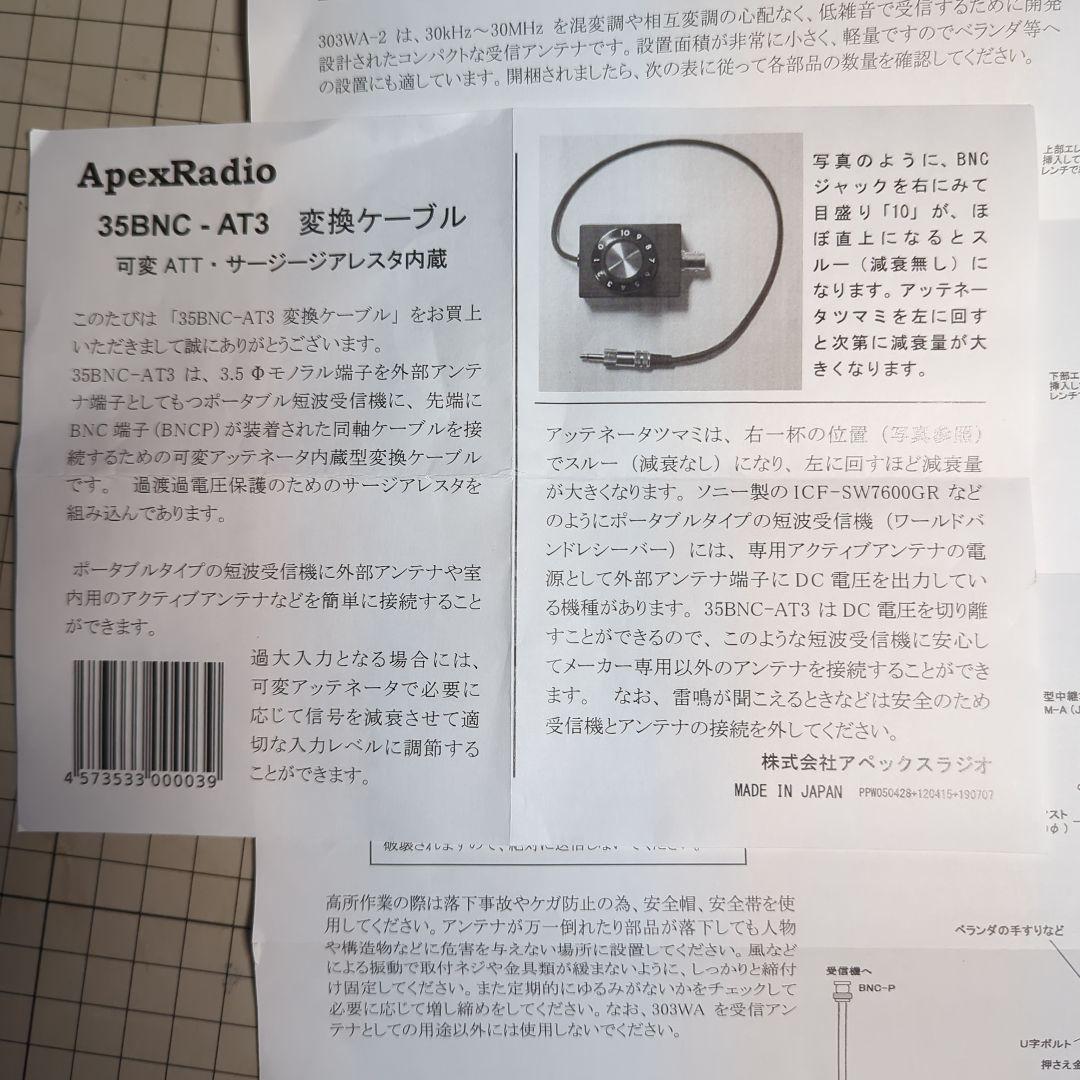 303WA-2 は、30kHz～30MHz を混変調や相互変調の心配なく、低雑音で受信するために開発
設計されたコンパクトな受信アンテナです。設置面積が非常に小さく、軽量ですのでベランダ等へ
の設置にも適しています。開梱されましたら、次の表に従って各部品の数量を確認してください。
ApexRadio
35BNC - AT3 変換ケーブル
可変 ATT・サージージアレスタ内蔵
このたびは「35BNC-AT3 変換ケーブル」をお買上
いただきまして誠にありがとうございます。
35BNC-AT3 は、3.5 Φモノラル端子を外部アンテ
ナ端子としてもつポータブル短波受信機に、先端に
BNC 端子(BNCP)が装着された同軸ケーブルを接
続するための可変アッテネータ内蔵型変換ケーブル
です。 過渡過電圧保護のためのサージアレスタを
組み込んであります。
ポータブルタイプの短波受信機に外部アンテナや室
内用のアクティブアンテナなどを簡単に接続すること
ができます。
過大入力となる場合には、
可変アッテネータで必要に
応じて信号を減衰させて適
切な入力レベルに調節する
ことができます。
4 573533 000039
写真のように、BNC
ジャックを右にみて
目盛り「10」が、ほ
ぼ直上になるとス
ルー（減衰無し）に
なります。アッテネー
タツマミを左に回す
と次第に減衰量が大
きくなります。
アッテネータツマミは、右一杯の位置（写真参照）
でスルー（減衰なし）になり、左に回すほど減衰量
が大きくなります。ソニー製の ICF-SW7600GR など
のようにポータブルタイプの短波受信機（ワールドバ
ンドレシーバー）には、専用アクティブアンテナの電
源として外部アンテナ端子に DC 電圧を出力してい
る機種があります。35BNC-AT3 は DC 電圧を切り離
すことができるので、このような短波受信機に安心し
てメーカー専用以外のアンテナを接続することができ
ます。 なお、雷鳴が聞こえるときなどは安全のため
受信機とアンテナの接続を外してください。
株式会社アペックスラジオ
MADE IN JAPAN PPW050428+120415+190707
上部エレ
挿入して
レンチで
下部エ
挿入し
レンチ
型中継
M-A (J
スト
φ)
高所作業の際は落下事故やケガ防止の為、安全帽、安全帯を使
用してください。アンテナが万一倒れたり部品が落下しても人物
や構造物などに危害を与えない場所に設置してください。風など
による振動で取付ネジや金具類が緩まないように、しっかりと締付
け固定してください。また定期的にゆるみがないかをチェックして
必要に応じて増し締めをしてください。なお、303WA を受信アン
テナとしての用途以外には使用しないでください。
ベランダの手すりなど
受信機へ
BNC-P
U字ボルト
押さえ金